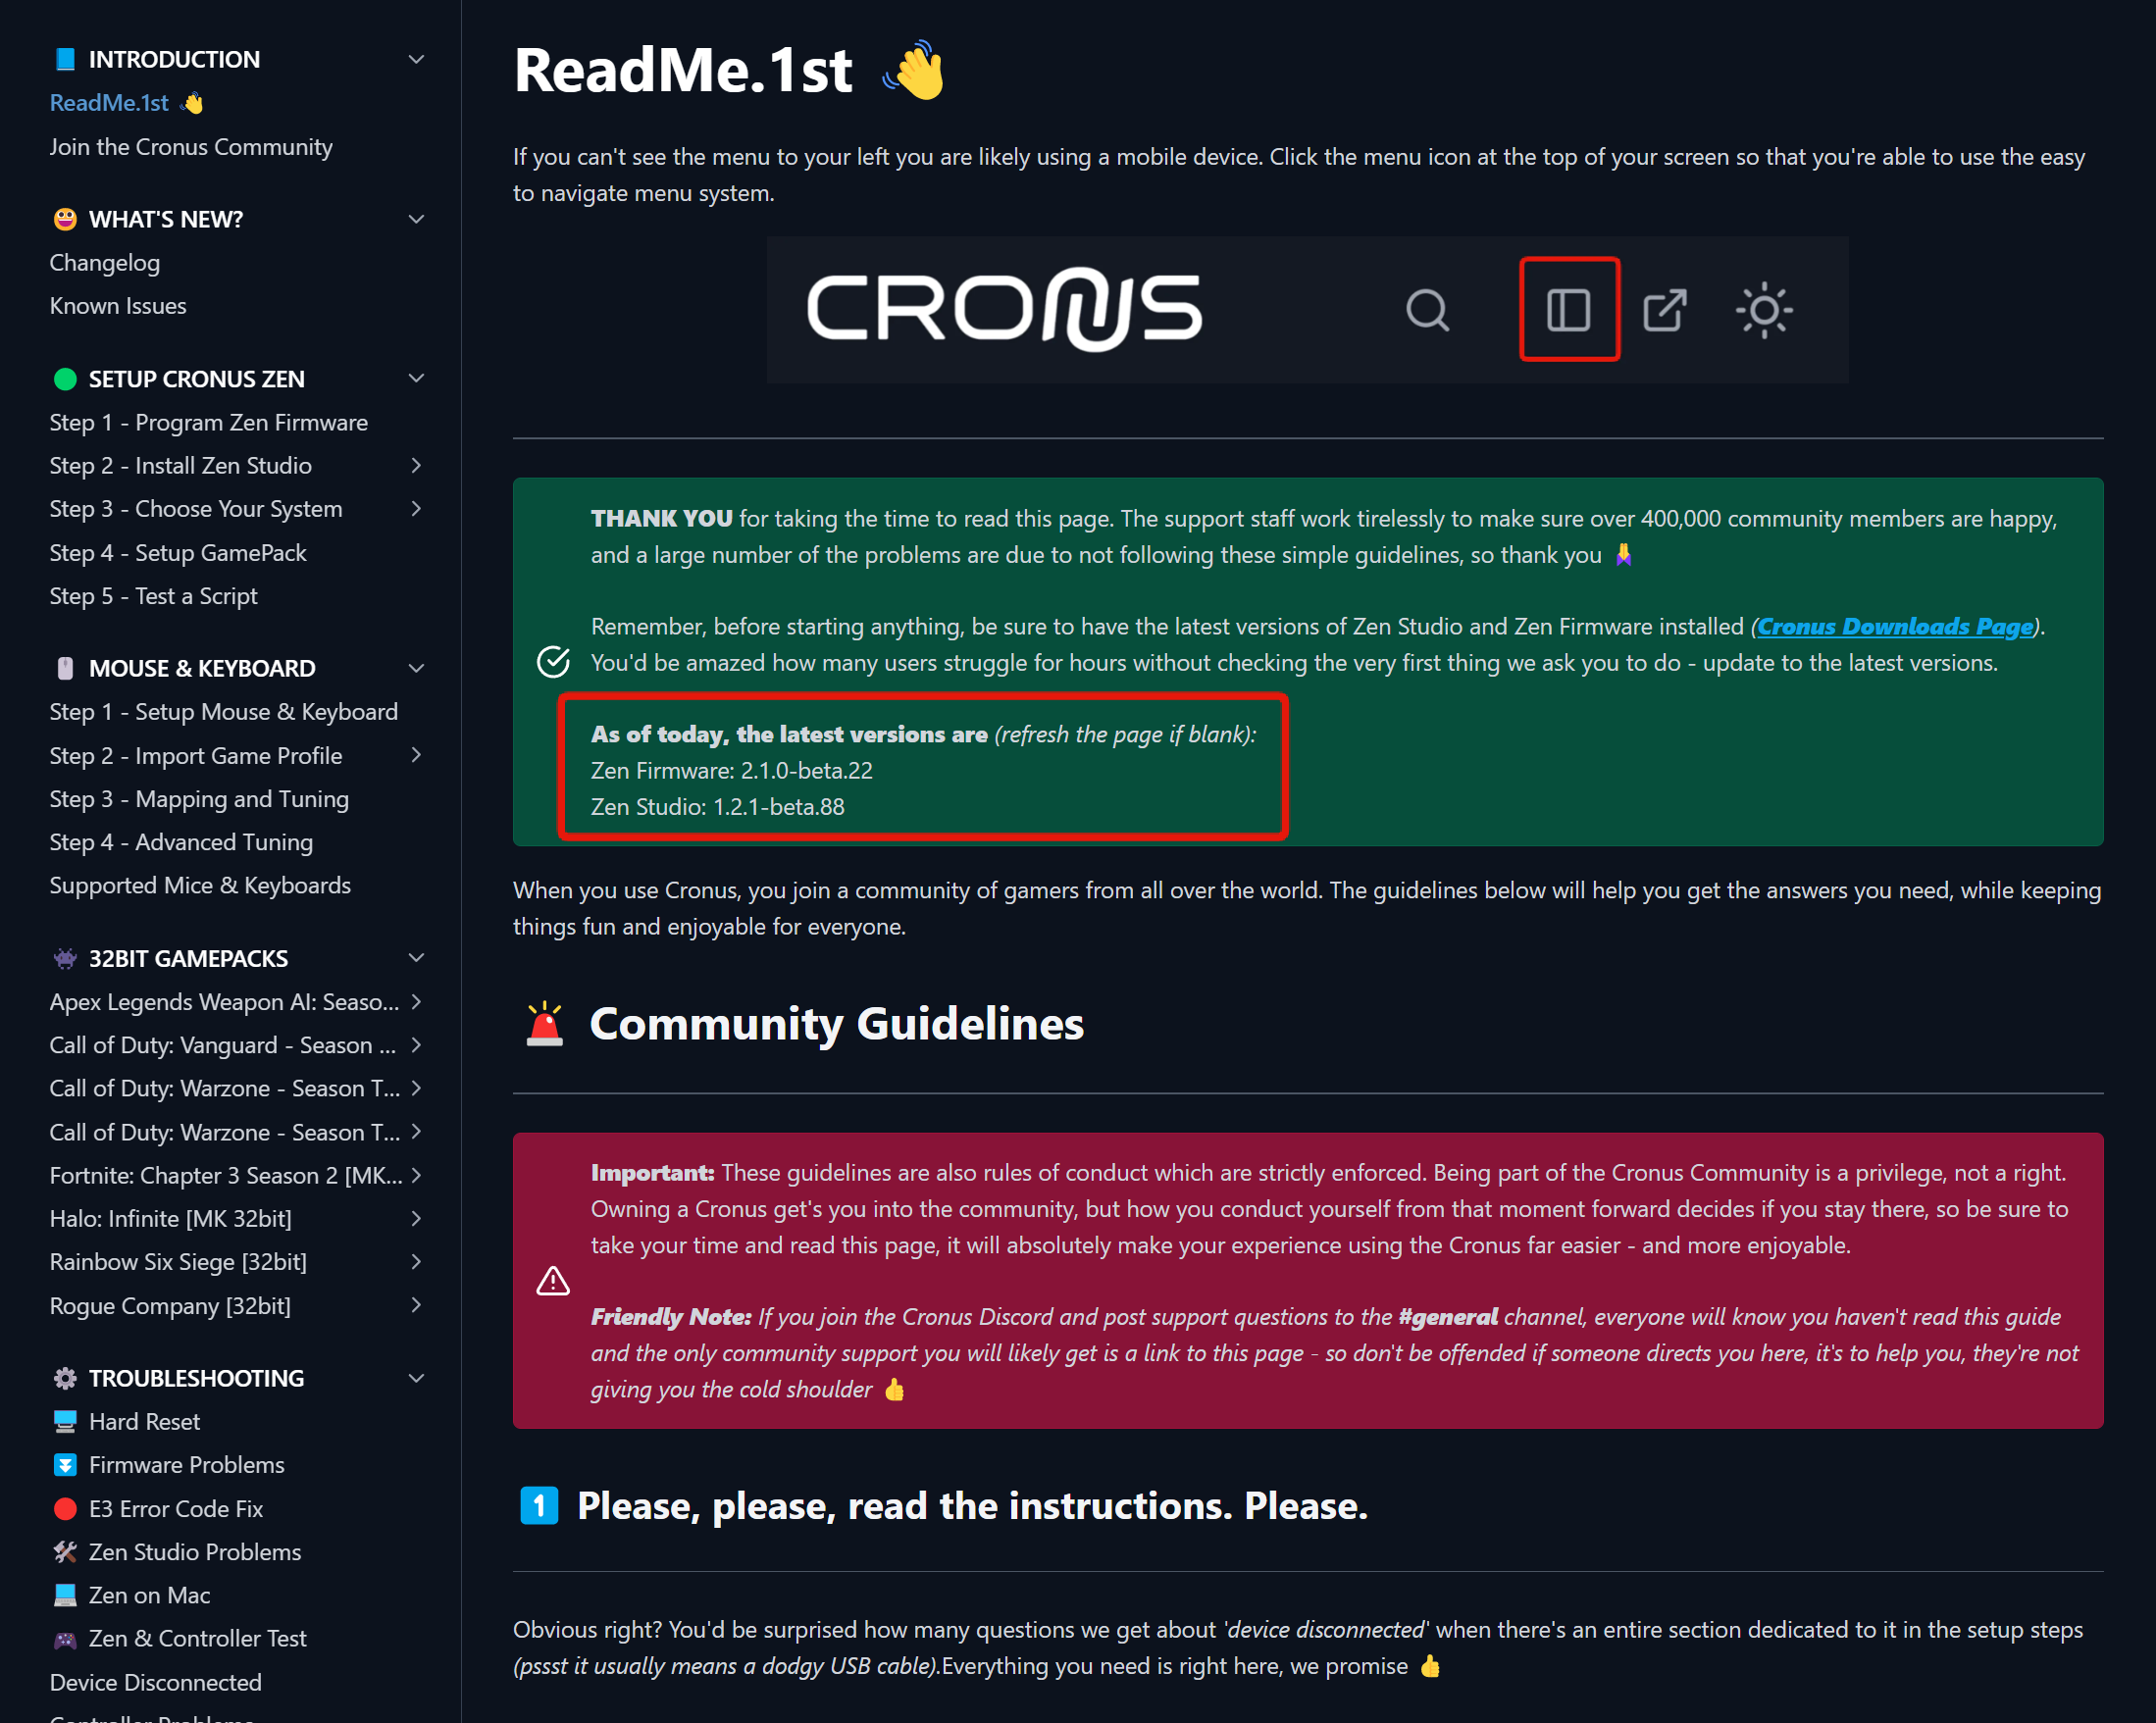 INTRODUCTION
ReadMe.1st
Join the Cronus Community
WHAT'S NEW?
Changelog
Known Issues
SETUP CRONUS ZEN
Step 1 - Program Zen Firmware
Step 2 - Install Zen Studio
Step 3 - Choose Your System
Step 4 - Setup GamePack
Step 5 - Test a Script
MOUSE & KEYBOARD
Step 1 - Setup Mouse & Keyboard
Step 2 - Import Game Profile
Step 3 - Mapping and Tuning
Step 4 - Advanced Tuning
Supported Mice & Keyboards
32BIT GAMEPACKS
Apex Legends Weapon AI: Seaso...
Call of Duty: Vanguard - Season ...
Call of Duty: Warzone - Season T...
Call of Duty: Warzone - Season T...
Fortnite: Chapter 3 Season 2 [MK...
Halo: Infinite [MK 32bit]
Rainbow Six Siege [32bit]
Rogue Company [32bit]
TROUBLESHOOTING
Hard Reset
Firmware Problems
E3 Error Code Fix
Zen Studio Problems
Zen on Mac
Zen & Controller Test
Device Disconnected
Controller Problems
ReadMe.1st 👋
If you can't see the menu to your left you are likely using a mobile device. Click the menu icon at the top of your screen so that you're able to use the easy
to navigate menu system.
CRONUS
THANK YOU for taking the time to read this page. The support staff work tirelessly to make sure over 400,000 community members are happy,
and a large number of the problems are due to not following these simple guidelines, so thank you
Remember, before starting anything, be sure to have the latest versions of Zen Studio and Zen Firmware installed (Cronus Downloads Page).
You'd be amazed how many users struggle for hours without checking the very first thing we ask you to do - update to the latest versions.
As of today, the latest versions are (refresh the page if blank):
Zen Firmware: 2.1.0-beta.22
Zen Studio: 1.2.1-beta.88
When you use Cronus, you join a community of gamers from all over the world. The guidelines below will help you get the answers you need, while keeping
things fun and enjoyable for everyone.
Community Guidelines
Important: These guidelines are also rules of conduct which are strictly enforced. Being part of the Cronus Community is a privilege, not a right.
Owning a Cronus get's you into the community, but how you conduct yourself from that moment forward decides if you stay there, so be sure to
take your time and read this page, it will absolutely make your experience using the Cronus far easier - and more enjoyable.
Friendly Note: If you join the Cronus Discord and post support questions to the #general channel, everyone will know you haven't read this guide
and the only community support you will likely get is a link to this page - so don't be offended if someone directs you here, it's to help you, they're not
giving you the cold shoulder 👍
1 Please, please, read the instructions. Please.
Obvious right? You'd be surprised how many questions we get about 'device disconnected' when there's an entire section dedicated to it in the setup steps
(pssst it usually means a dodgy USB cable).Everything you need is right here, we promise 👍